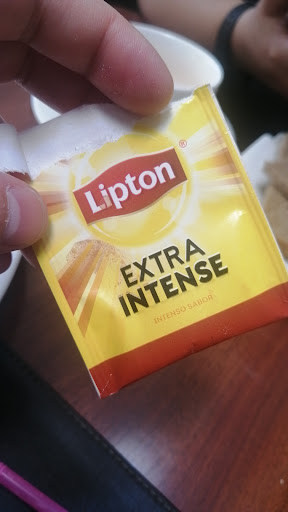 Lipton®
EXTRA
INTENSE
INTENSO SABOR